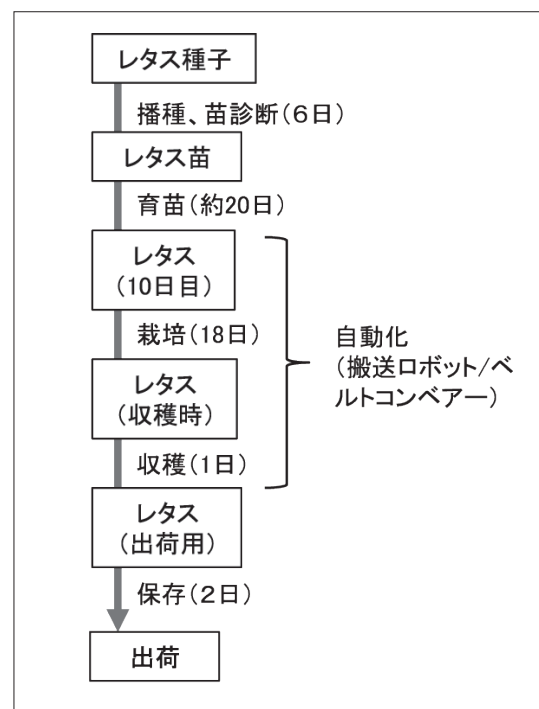 レタス種子
播種、苗診断(6日)
レタス苗
育苗(約20日)
レタス
(10日目)
栽培(18日)
自動化
(搬送ロボット/ベ
ルトコンベアー)
レタス
(収穫時)
収穫(1日)
レタス
(出荷用)
保存(2日)
出荷